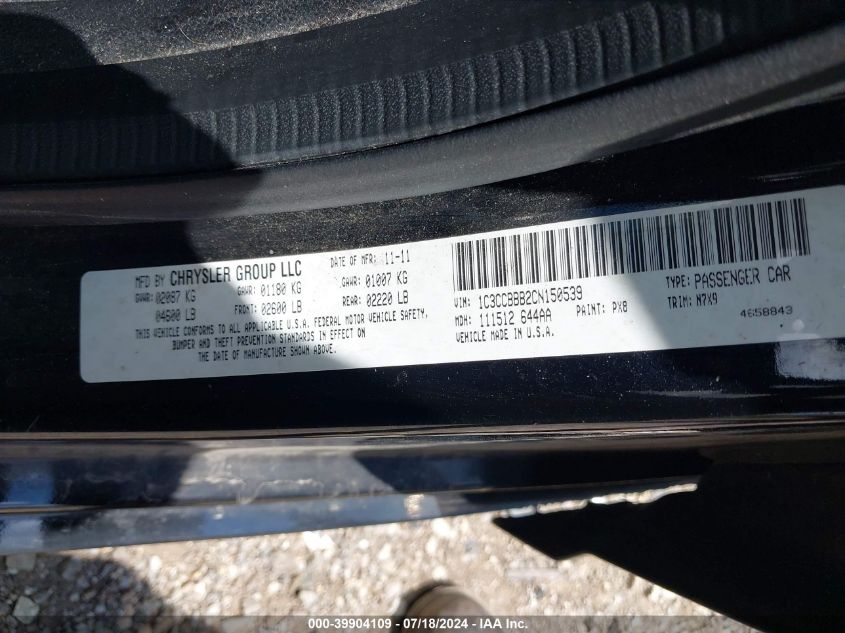 MFD BY CHRYSLER GROUP LLC
DATE OF MFR: 11-11
GVWR: 02087 KG
04600 LB
GAWR: 01180 KG
FRONT: 02600 LB
GAWR: 01007 KG
REAR: 02220 LB
THIS VEHICLE CONFORMS TO ALL APPLICABLE U.S.A. FEDERAL MOTOR VEHICLE SAFETY,
BUMPER AND THEFT PREVENTION STANDARDS IN EFFECT ON
THE DATE OF MANUFACTURE SHOWN ABOVE.
VIN: 1C3CCBBB2CN150539
TYPE: PASSENGER CAR
MDH: 111512 644AA
PAINT: PX8
TRIM: N7X9
VEHICLE MADE IN U.S.A.
4658843
000-39904109 - 07/18/2024 - IAA Inc.